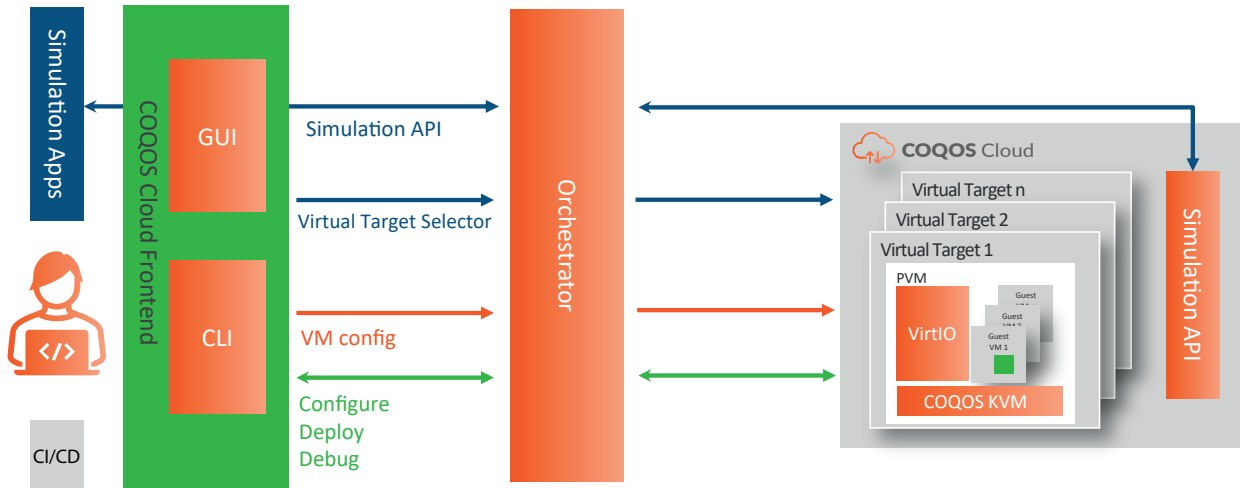 Simulation Apps
</>
CI/CD
COQOS Cloud Frontend
GUI
CLI
Simulation API
Virtual Target Selector
VM config
Configure
Deploy
Debug
Orchestrator
COQOS Cloud
Virtual Target n
Virtual Target 2
Virtual Target 1
PVM
VirtIO
Guest
Guest
Guest
VM 1
COQOS KVM
Simulation API